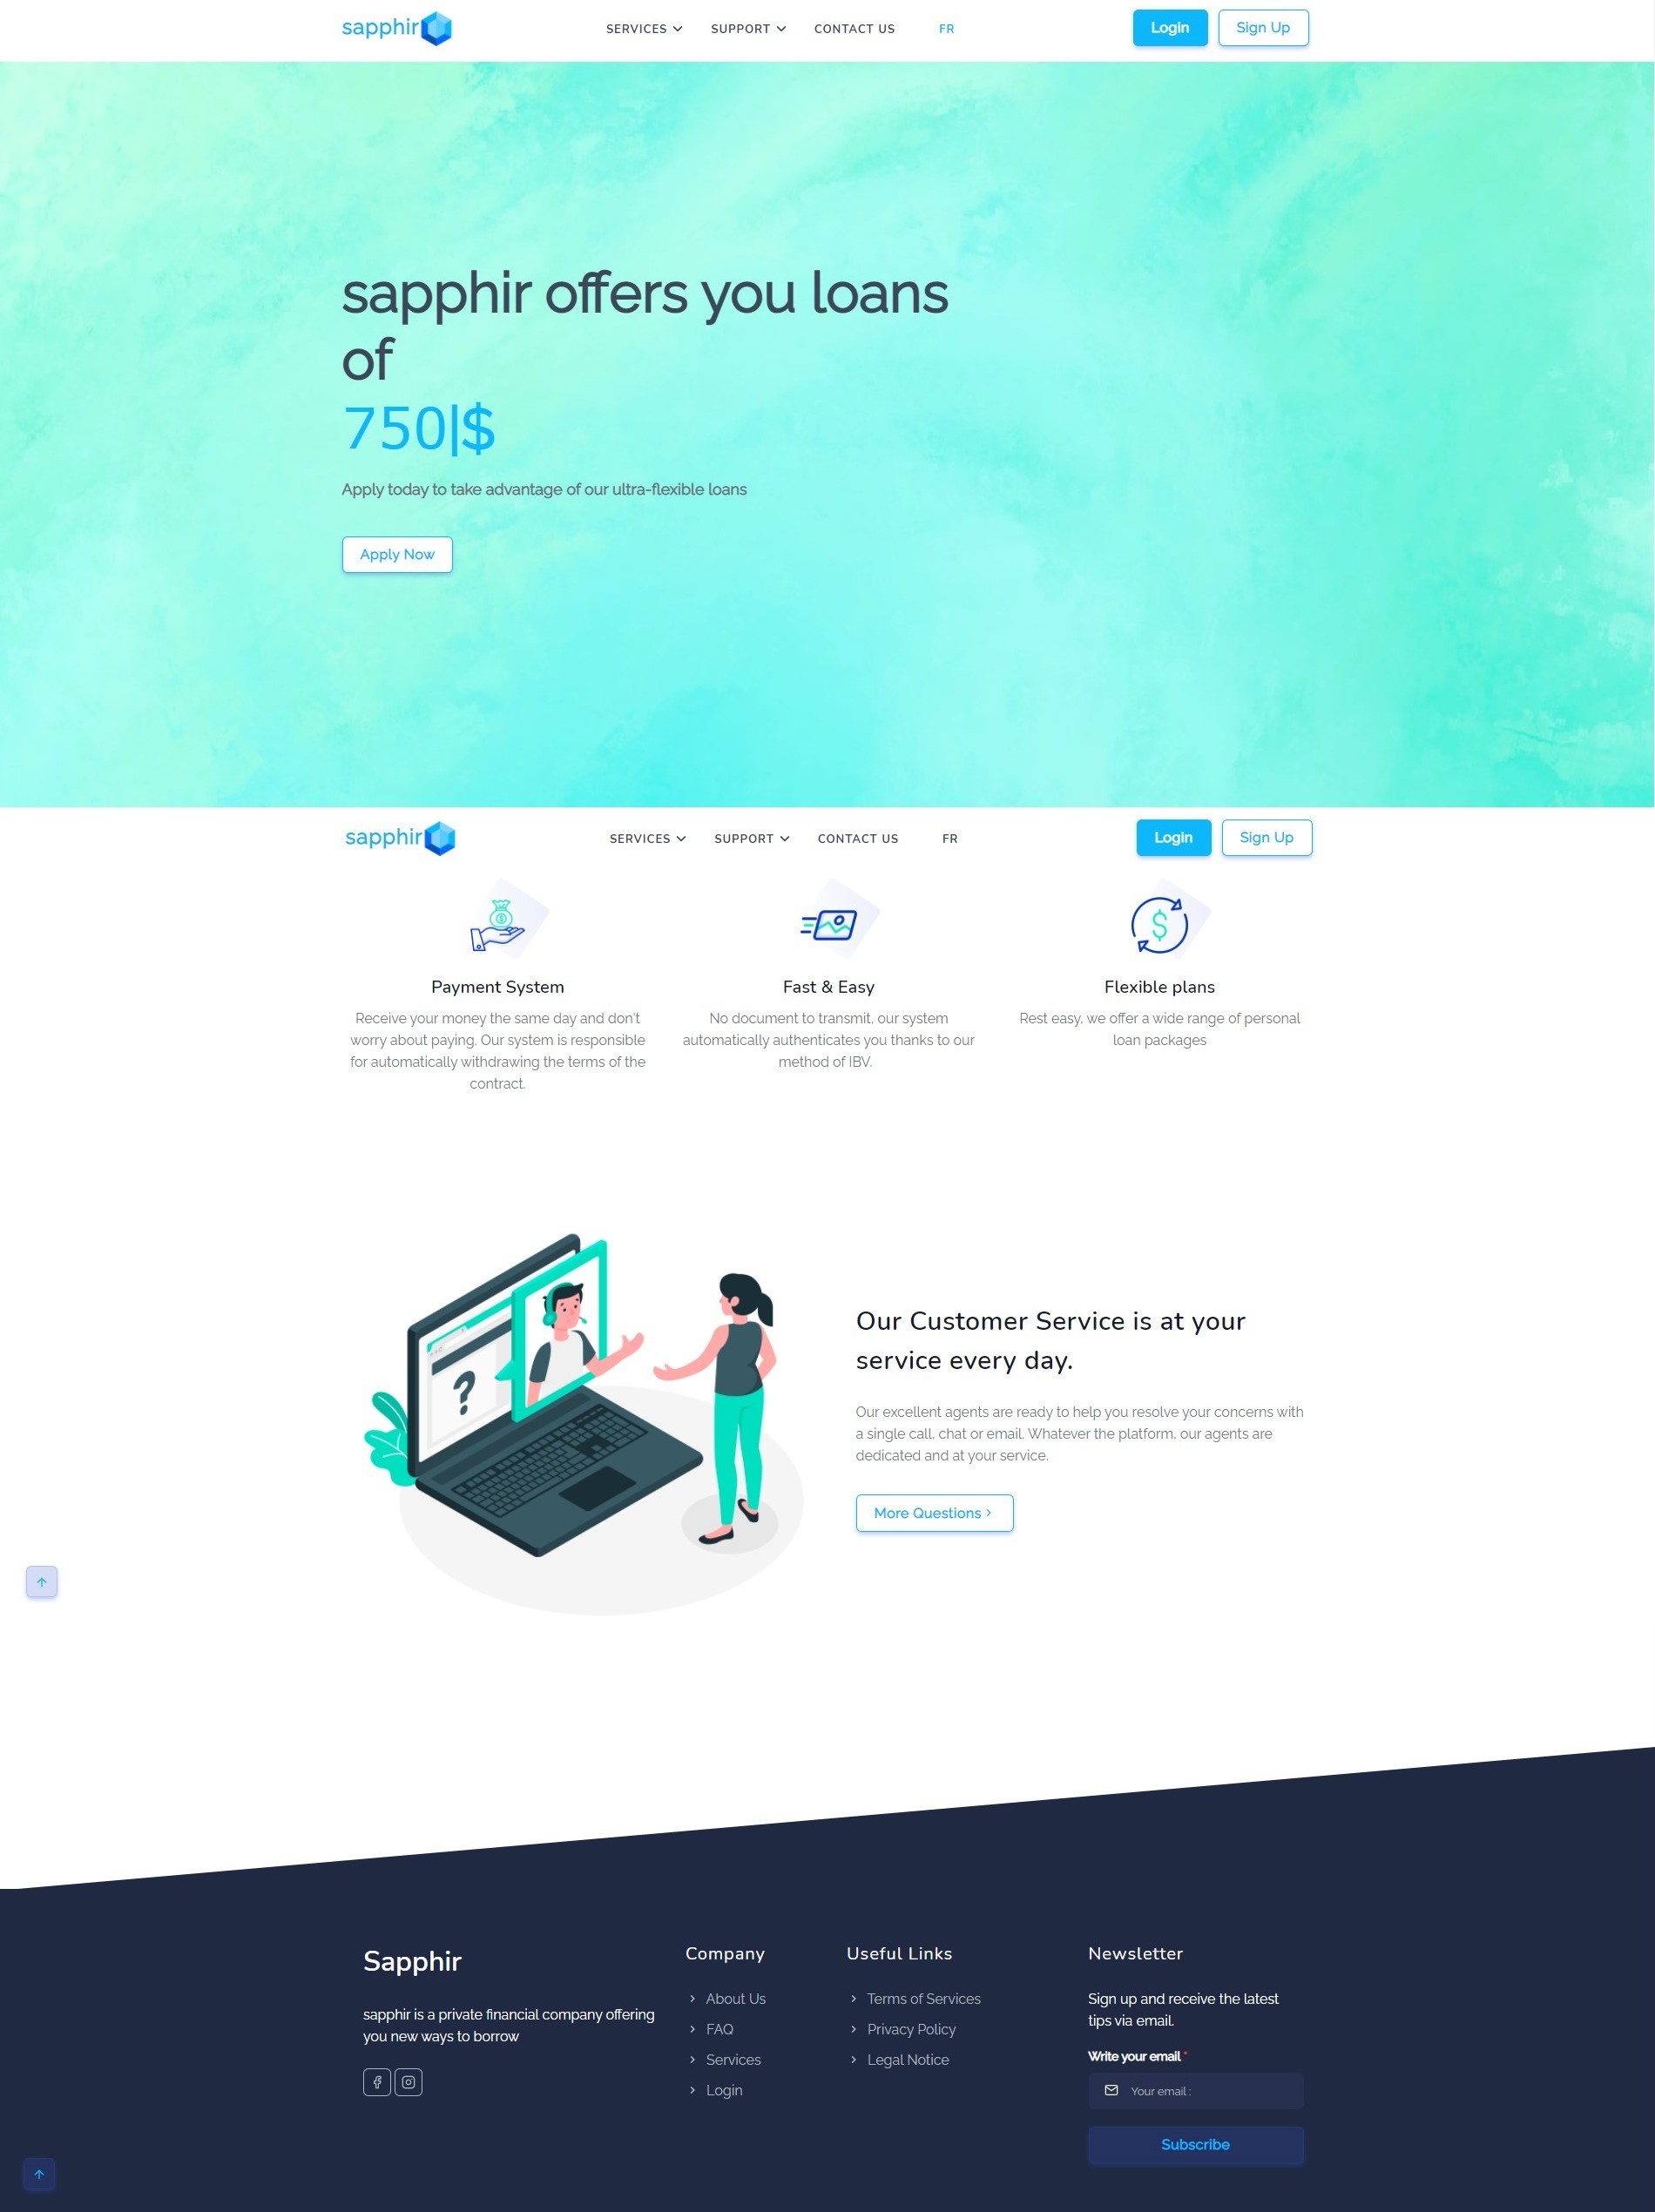 sapphir
SERVICES
SUPPORT
CONTACT US
FR
Login
Sign Up
sapphir offers you loans
of
750|$
Apply today to take advantage of our ultra-flexible loans
Apply Now
sapphir
SERVICES
SUPPORT
CONTACT US
FR
Login
Sign Up
Payment System
Receive your money the same day and don't
worry about paying. Our system is responsible
for automatically withdrawing the terms of the
contract.
Fast & Easy
No document to transmit, our system
automatically authenticates you thanks to our
method of IBV.
Flexible plans
Rest easy, we offer a wide range of personal
loan packages
?
Our Customer Service is at your
service every day.
Our excellent agents are ready to help you resolve your concerns with
a single call, chat or email. Whatever the platform, our agents are
dedicated and at your service.
More Questions
Sapphir
sapphir is a private financial company offering
you new ways to borrow
Company
About Us
FAQ
Services
Login
Useful Links
Terms of Services
Privacy Policy
Legal Notice
Newsletter
Sign up and receive the latest
tips via email.
Write your email *
Your email :
Subscribe